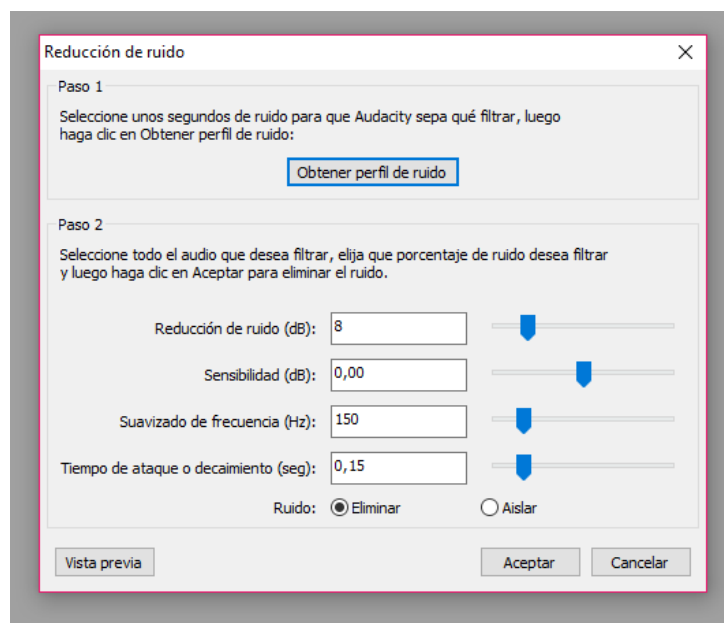 Reducción de ruido
Paso 1
Seleccione unos segundos de ruido para que Audacity sepa qué filtrar, luego
haga clic en Obtener perfil de ruido:
Obtener perfil de ruido
Paso 2
Seleccione todo el audio que desea filtrar, elija que porcentaje de ruido desea filtrar
y luego haga clic en Aceptar para eliminar el ruido.
Reducción de ruido (dB): 8
Sensibilidad (dB): 0,00
Suavizado de frecuencia (Hz): 150
Tiempo de ataque o decaimiento (seg): 0,15
Ruido: Eliminar Aislar
Vista previa Aceptar Cancelar